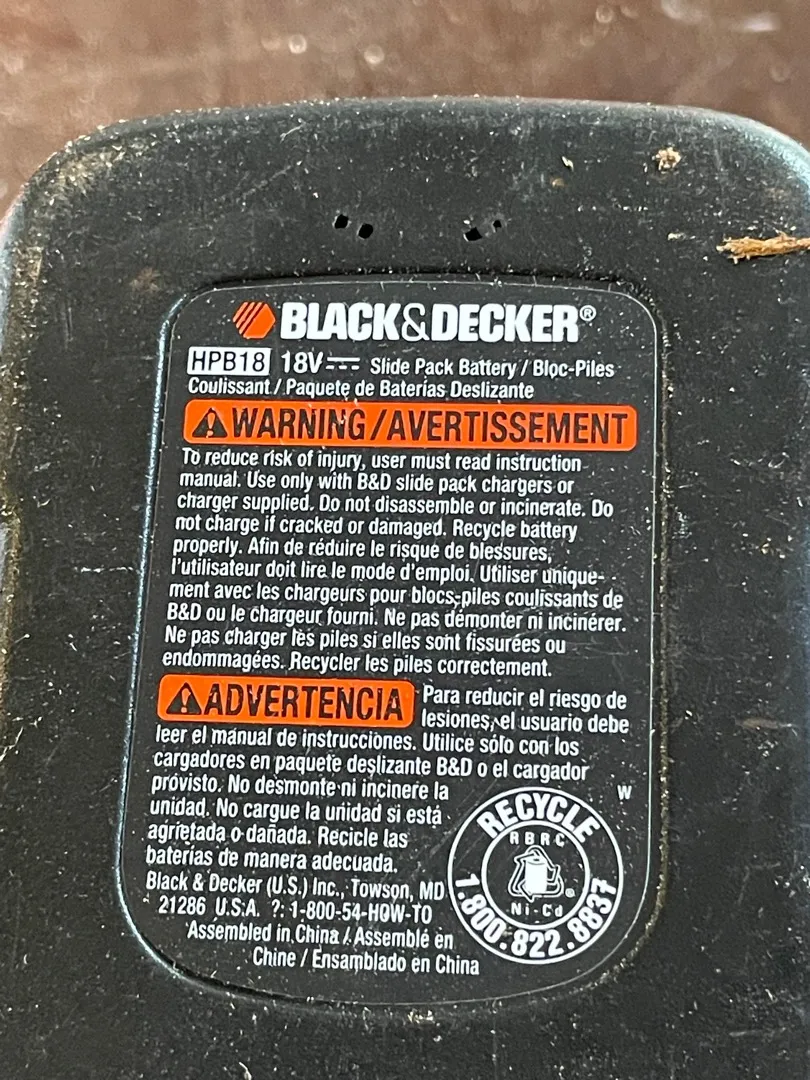 BLACK&DECKER®
HPB18 18V Slide Pack Battery / Bloc-Piles
Coulissant / Paquete de Baterias Deslizante
WARNING/AVERTISSEMENT
To reduce risk of injury, user must read instruction
manual. Use only with B&D slide pack chargers or
charger supplied. Do not disassemble or incinerate. Do
not charge if cracked or damaged. Recycle battery
properly. Afin de réduire le risque de blessures,
l'utilisateur doit lire le mode d'emploi. Utiliser unique-
ment avec les chargeurs pour blocs-piles coulissants de
B&D ou le chargeur fourni. Ne pas démonter ni incinérer.
Ne pas charger les piles si elles sont fissurées ou
endommagées. Recycler les piles correctement.
ADVERTENCIA Para reducir el riesgo de
lesiones, el usuario debe
leer el manual de instrucciones. Utilice sólo con los
cargadores en paquete deslizante B&D o el cargador
provisto. No desmonte ni incinere la
unidad. No cargue la unidad si está
agrietada o dañada. Recicle las
baterías de manera adecuada.
Black & Decker (U.S.) Inc., Towson, MD
21286 U.S.A. ?: 1-800-54-HOW-TO
Assembled in China / Assemblé en
Chine / Ensamblado en China
W
RECYCLE
RBRC
®
Ni-Cd
1.800.822.8837